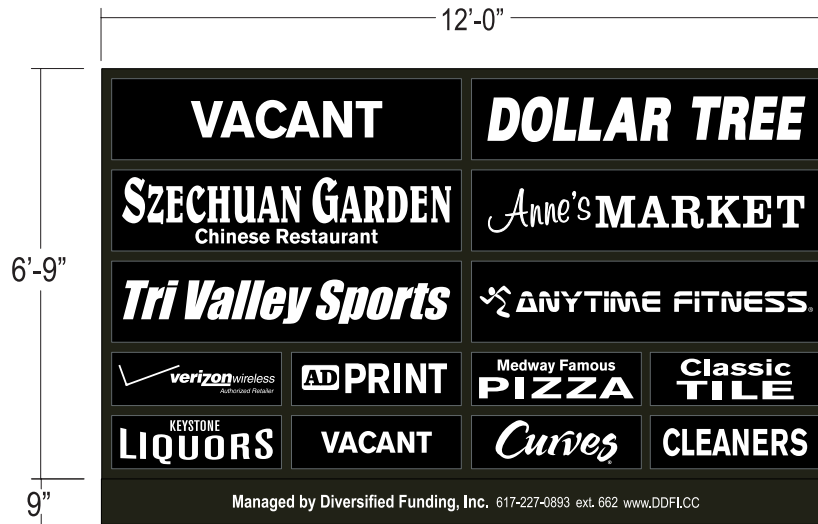 12’-0”
VACANT
DOLLAR TREE
SZECHUAN GARDEN
Chinese Restaurant
Anne's MARKET
6’-9”
Tri Valley Sports
ANYTIME FITNESS®
verizonwireless
Authorized Retailer
AD PRINT
Medway Famous
PIZZA
Classic
TILE
KEYSTONE
LIQUORS
VACANT
Curves®
CLEANERS
9”
Managed by Diversified Funding, Inc. 617-227-0893 ext. 662 www.DDFI.CC